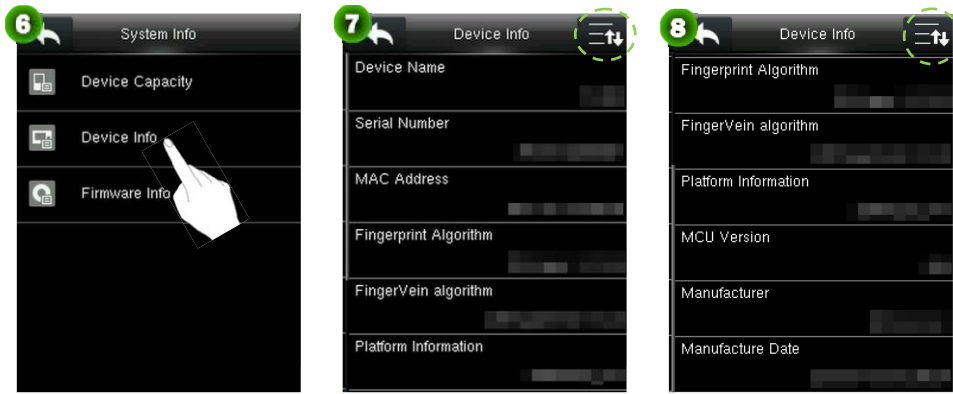 6
System Info
Device Capacity
Device Info
Firmware Info
7
Device Info
Device Name
Serial Number
MAC Address
Fingerprint Algorithm
FingerVein algorithm
Platform Information
8
Device Info
Fingerprint Algorithm
FingerVein algorithm
Platform Information
MCU Version
Manufacturer
Manufacture Date